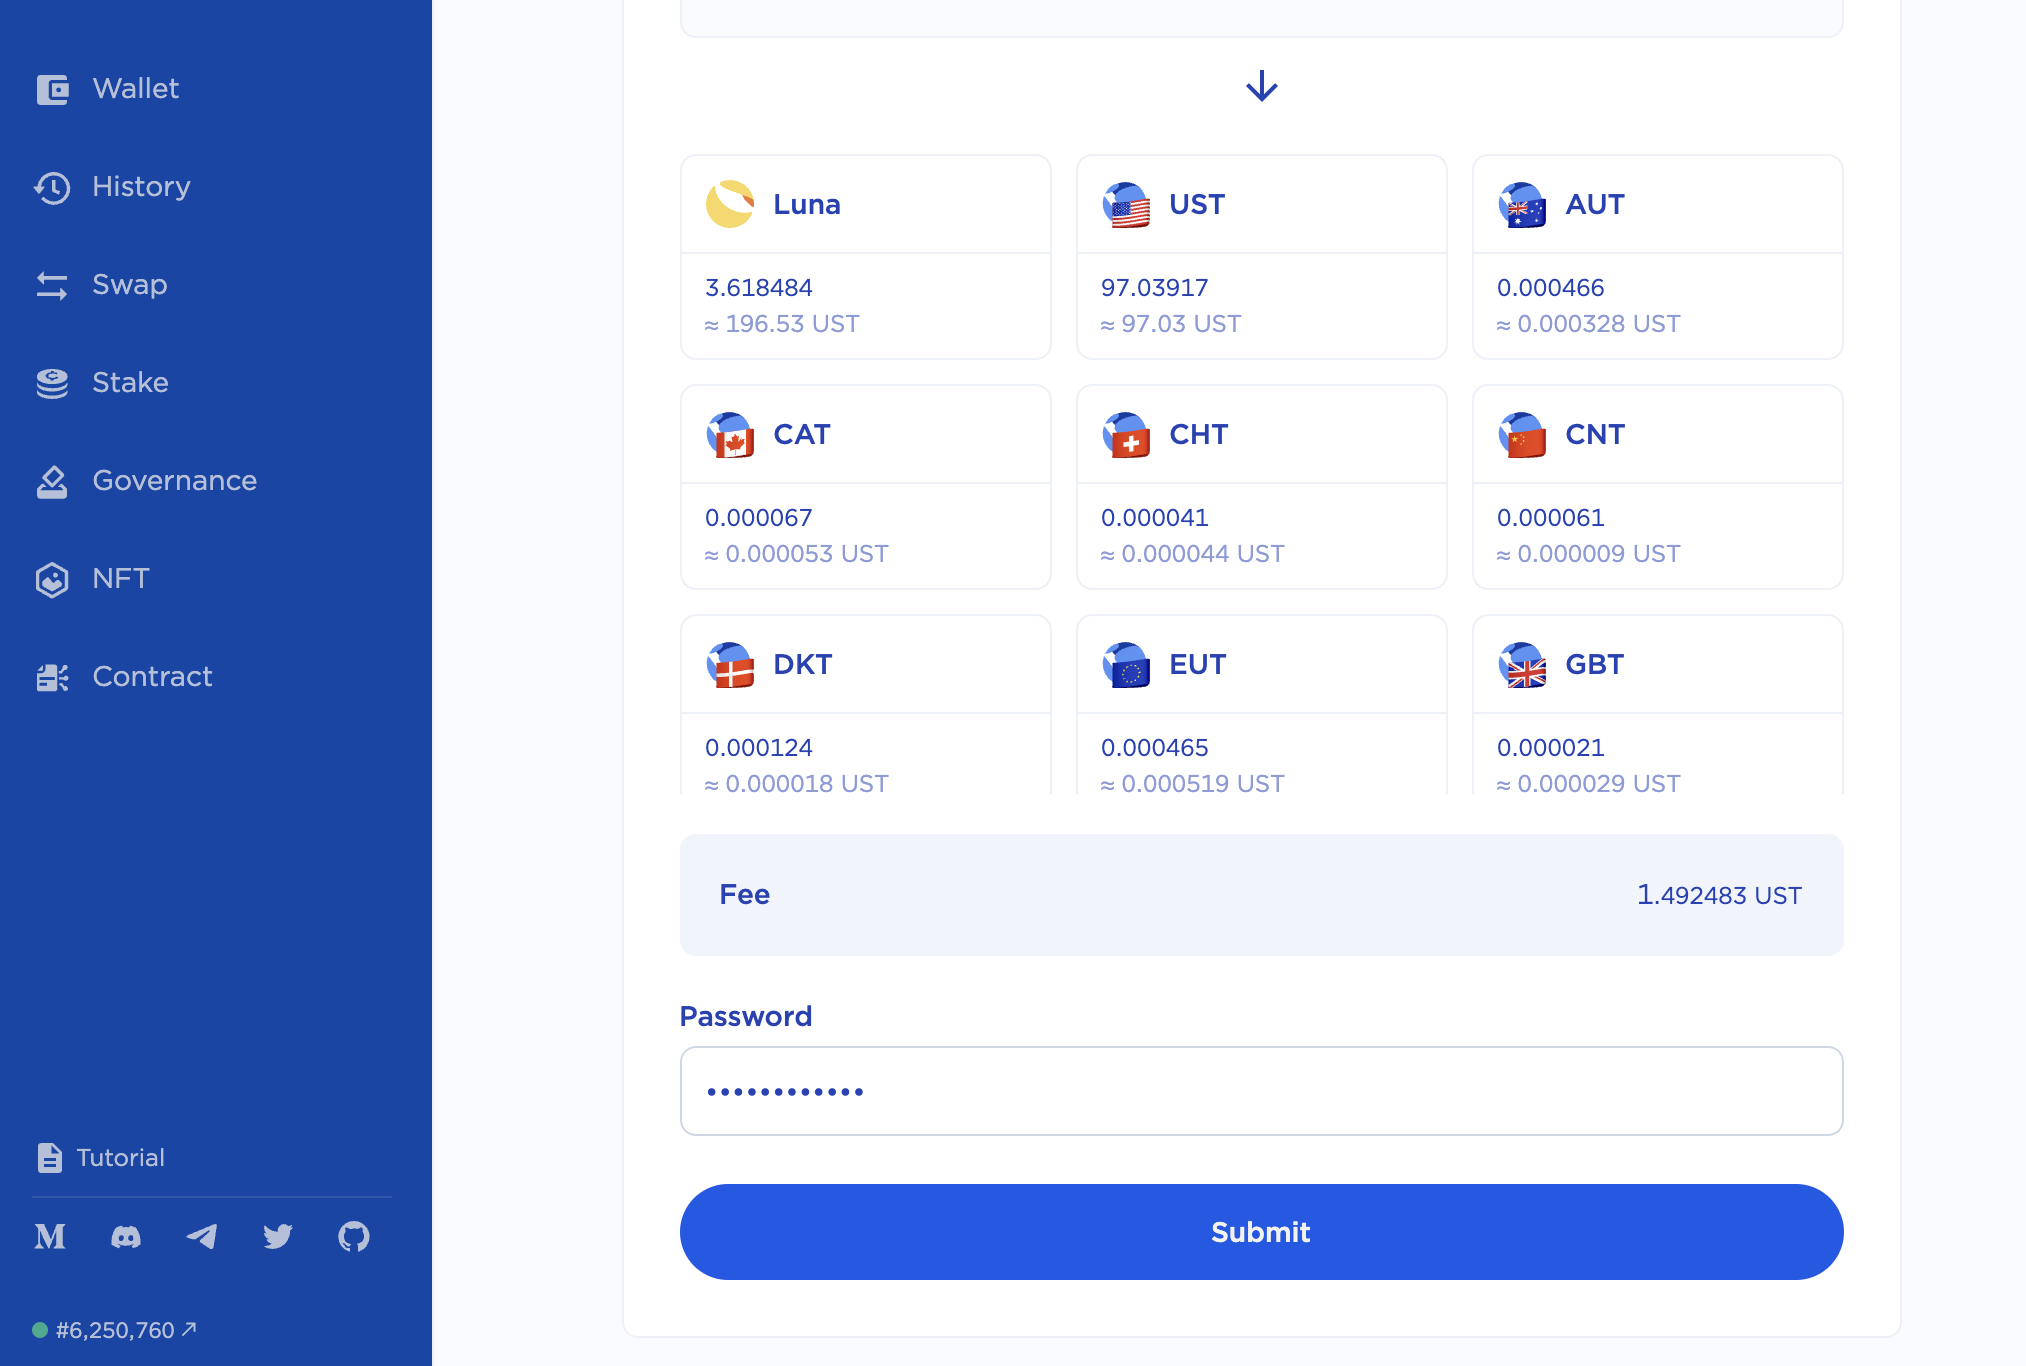 Wallet
History
Swap
Stake
Governance
NFT
Contract
Tutorial
#6,250,760
Luna
3.618484
≈ 196.53 UST
UST
97.03917
≈ 97.03 UST
AUT
0.000466
≈ 0.000328 UST
CAT
0.000067
≈ 0.000053 UST
CHT
0.000041
≈ 0.000044 UST
CNT
0.000061
≈ 0.000009 UST
DKT
0.000124
≈ 0.000018 UST
EUT
0.000465
≈ 0.000519 UST
GBT
0.000021
≈ 0.000029 UST
Fee
1.492483 UST
Password
••••••••••••
Submit